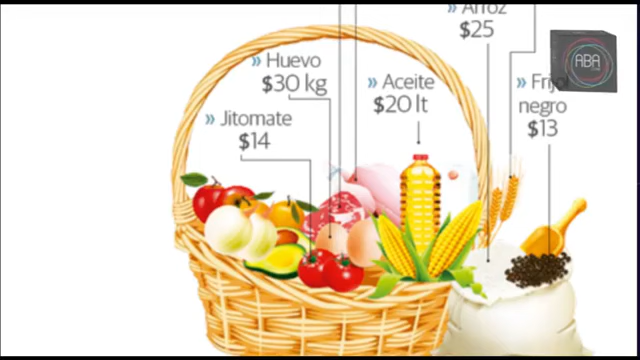 » Arroz
$25
» Huevo
$30 kg
» Aceite
$20 lt
» Frijol
negro
$13
» Jitomate
$14
ABA